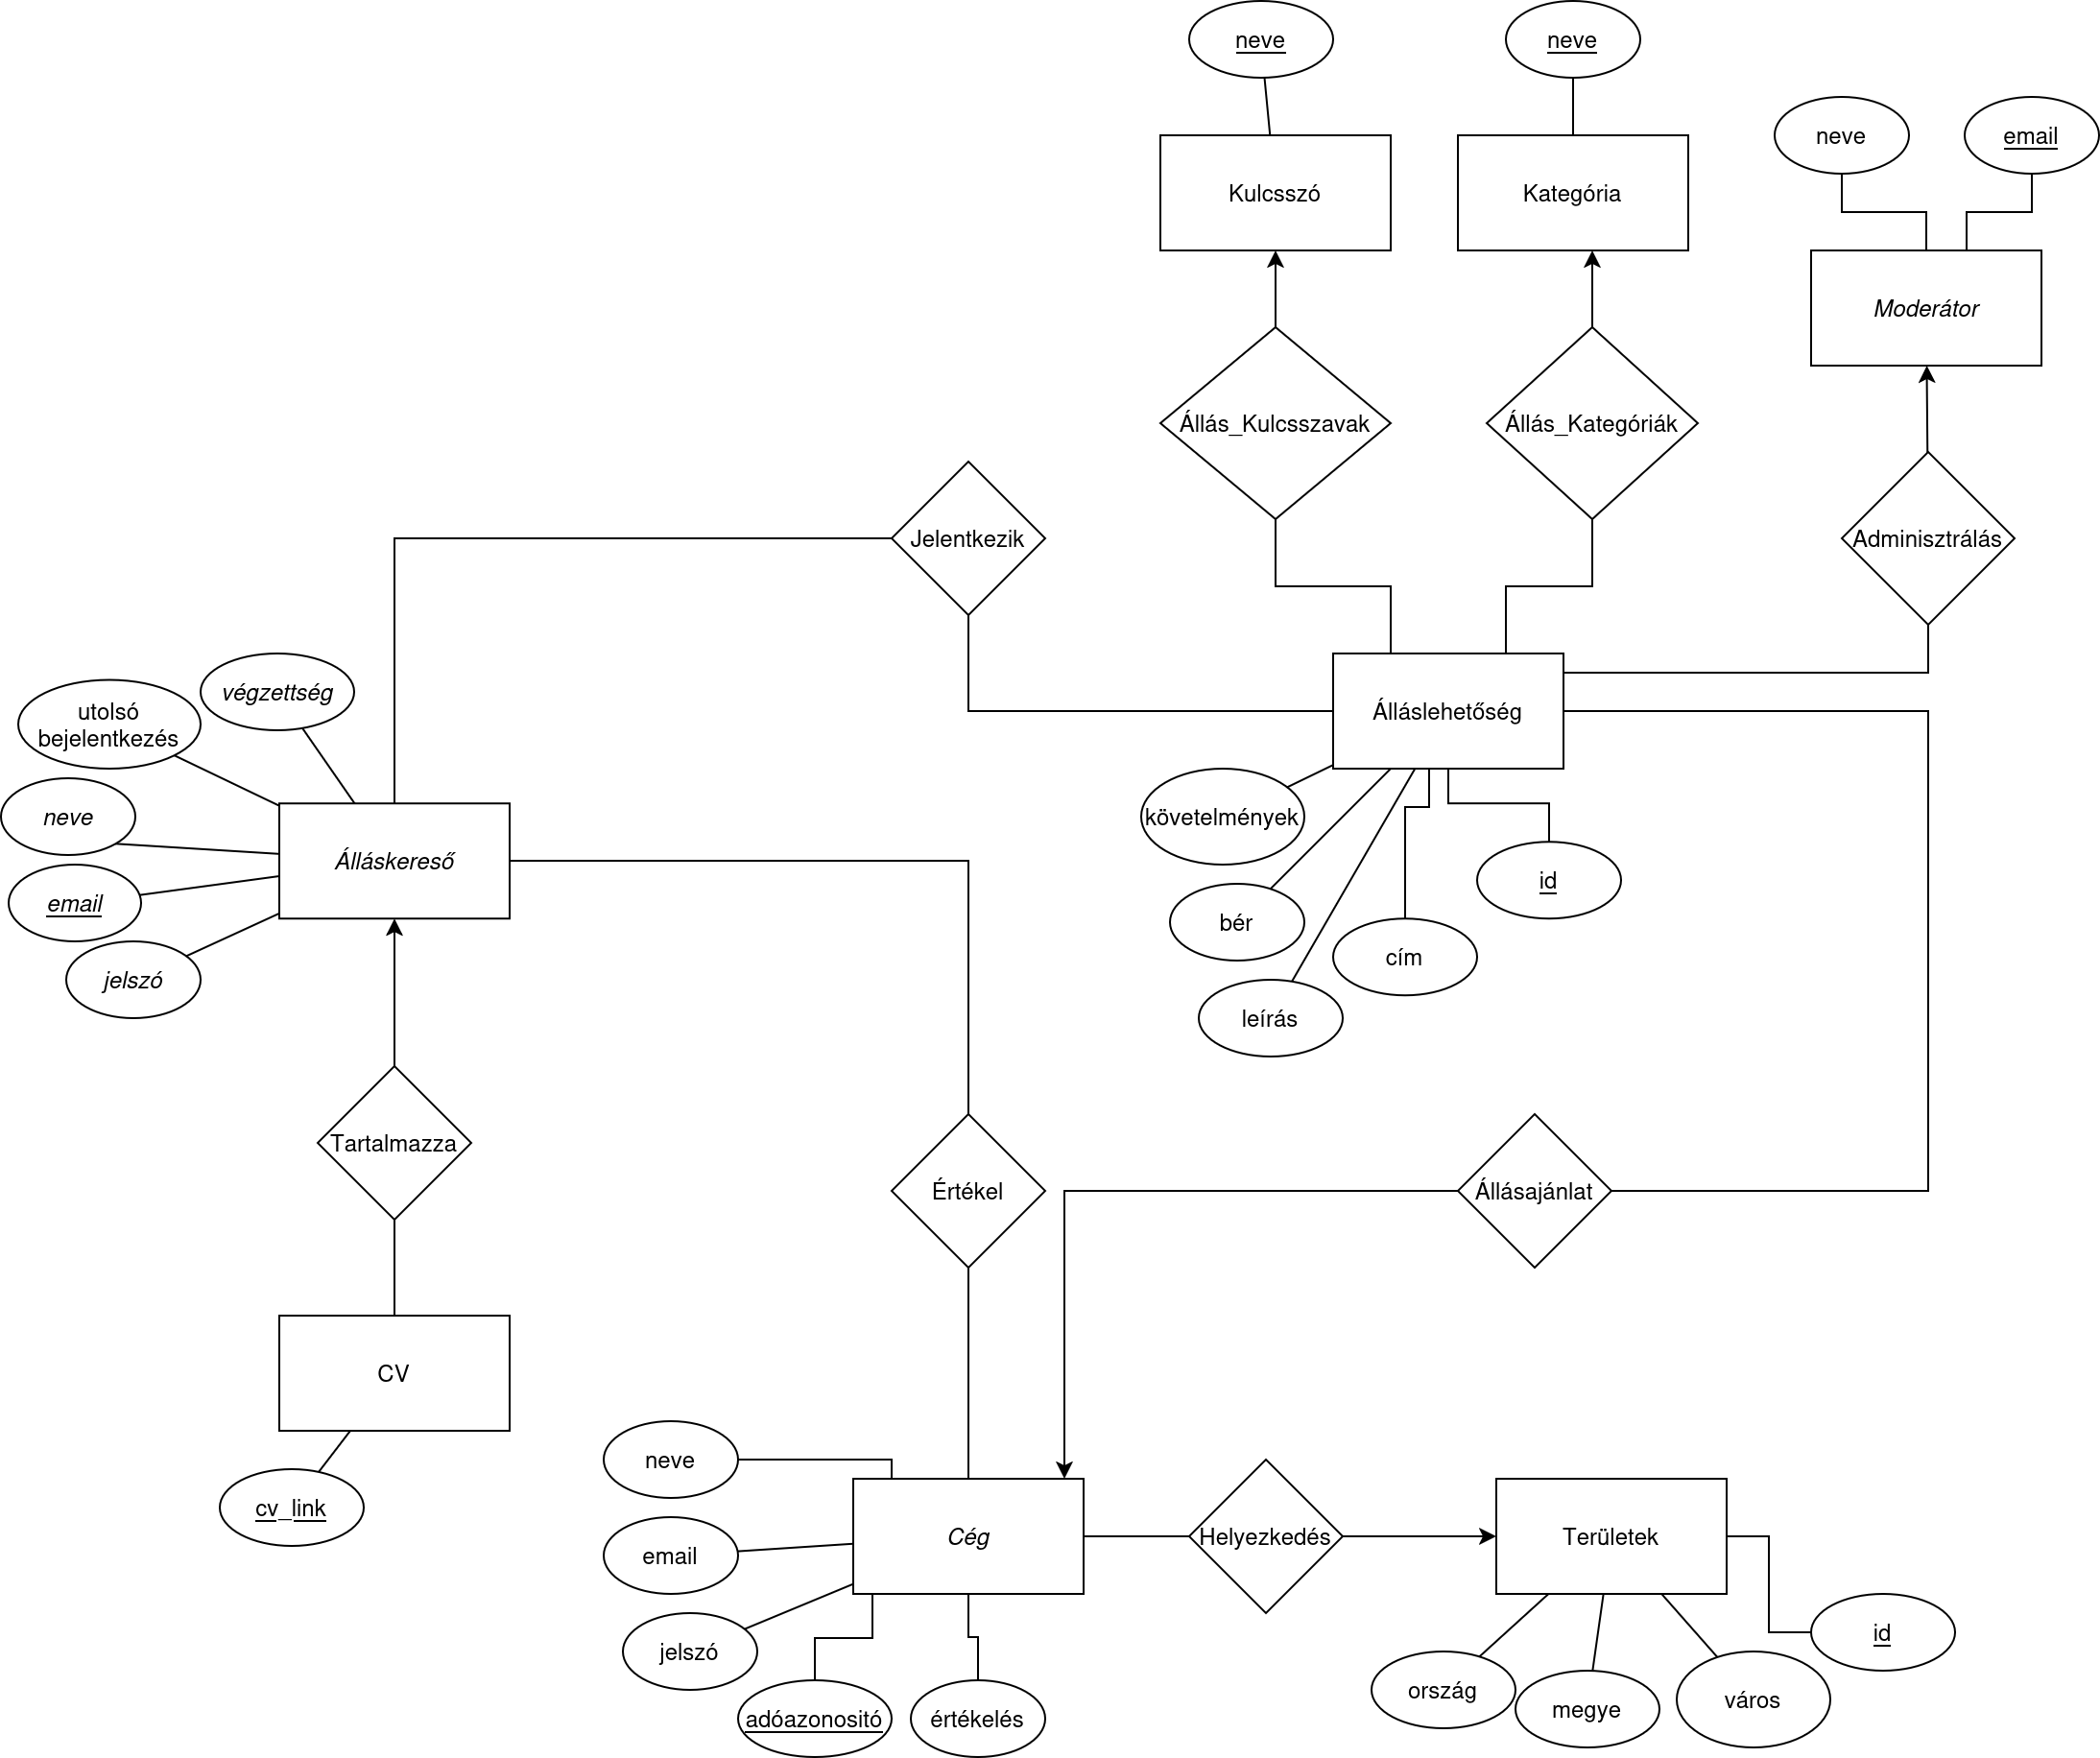 neve
neve
neve
email
Kulcsszó
Kategória
Moderátor
Állás_Kulcsszavak
Állás_Kategóriák
Jelentkezik
Adminisztrálás
végzettség
utolsó
bejelentkezés
Álláslehetőség
neve
követelmények
Álláskereső
email
id
bér
jelszó
cím
leírás
Tartalmazza
Értékel
Állásajánlat
CV
neve
cv_link
email
Cég
Helyezkedés
Területek
jelszó
id
adóazonositó
értékelés
ország
megye
város